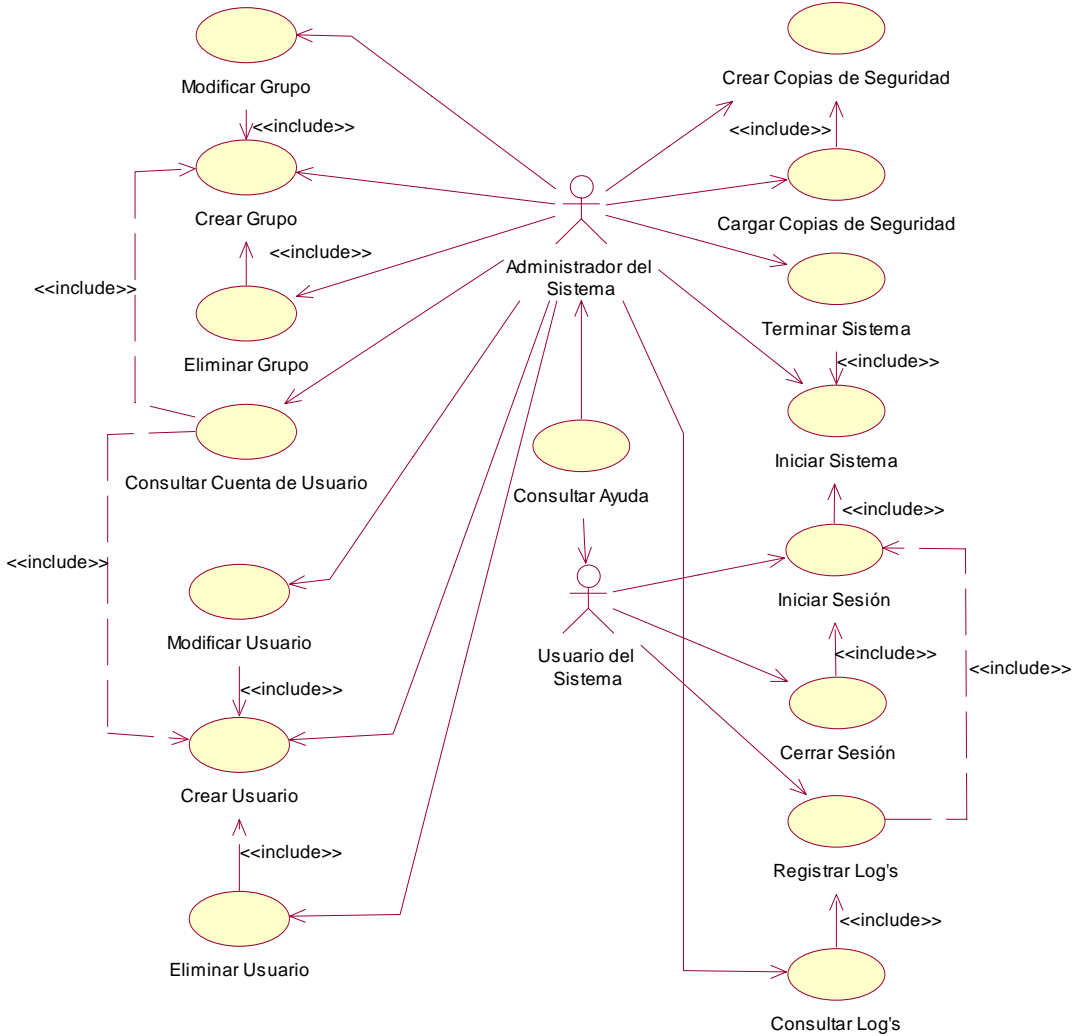 Modificar Grupo
Crear Copias de Seguridad
<<include>>
<<include>>
Crear Grupo
Cargar Copias de Seguridad
<<include>>
Administrador del
Sistema
<<include>>
Terminar Sistema
Eliminar Grupo
<<include>>
Iniciar Sistema
Consultar Cuenta de Usuario
Consultar Ayuda
<<include>>
<<include>>
Iniciar Sesión
Modificar Usuario
<<include>>
Usuario del
Sistema
<<include>>
<<include>>
Cerrar Sesión
Crear Usuario
<<include>>
Registrar Log's
<<include>>
Eliminar Usuario
Consultar Log's